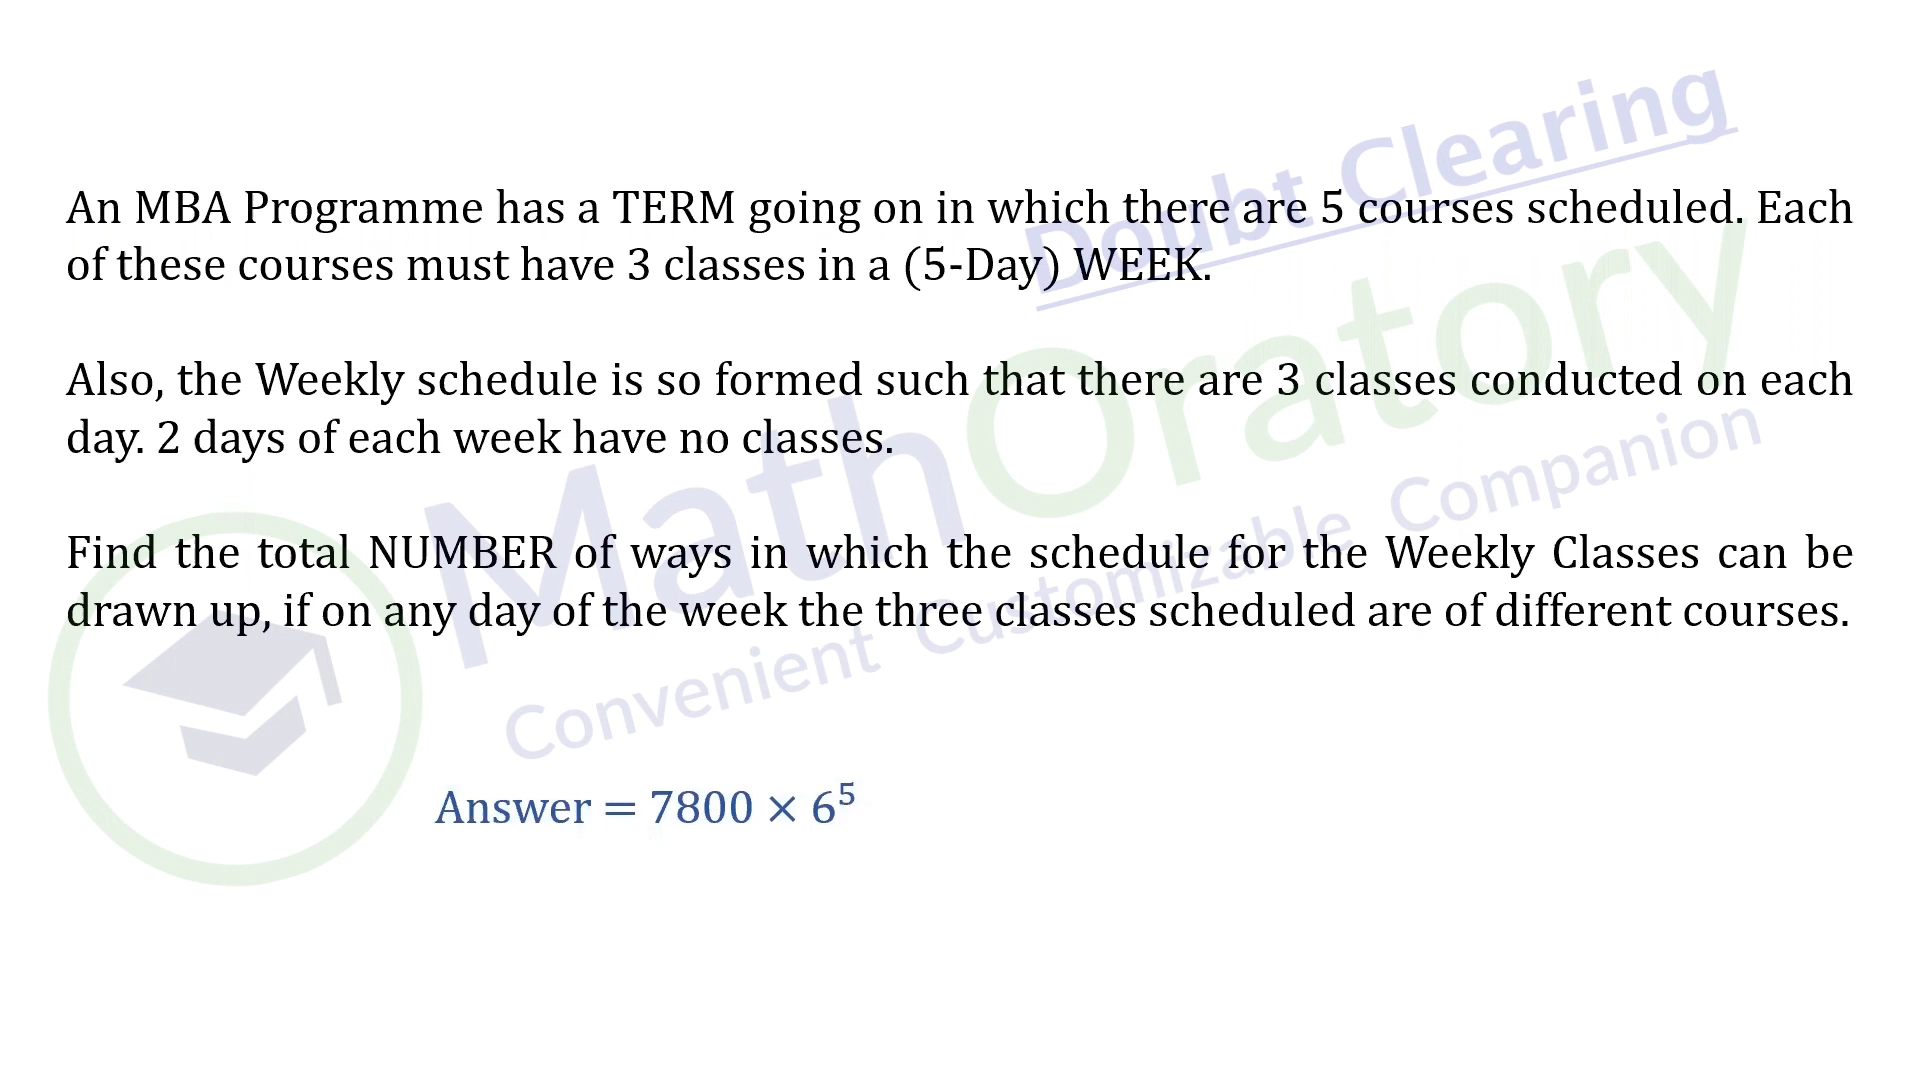 Doubt Clearing
An MBA Programme has a TERM going on in which there are 5 courses scheduled. Each
of these courses must have 3 classes in a (5-Day) WEEK.
Also, the Weekly schedule is so formed such that there are 3 classes conducted on each
day. 2 days of each week have no classes.
Find the total NUMBER of ways in which the schedule for the Weekly Classes can be
drawn up, if on any day of the week the three classes scheduled are of different courses.
MathOratory
Convenient Customizable Companion
Answer = 7800 × 6⁵